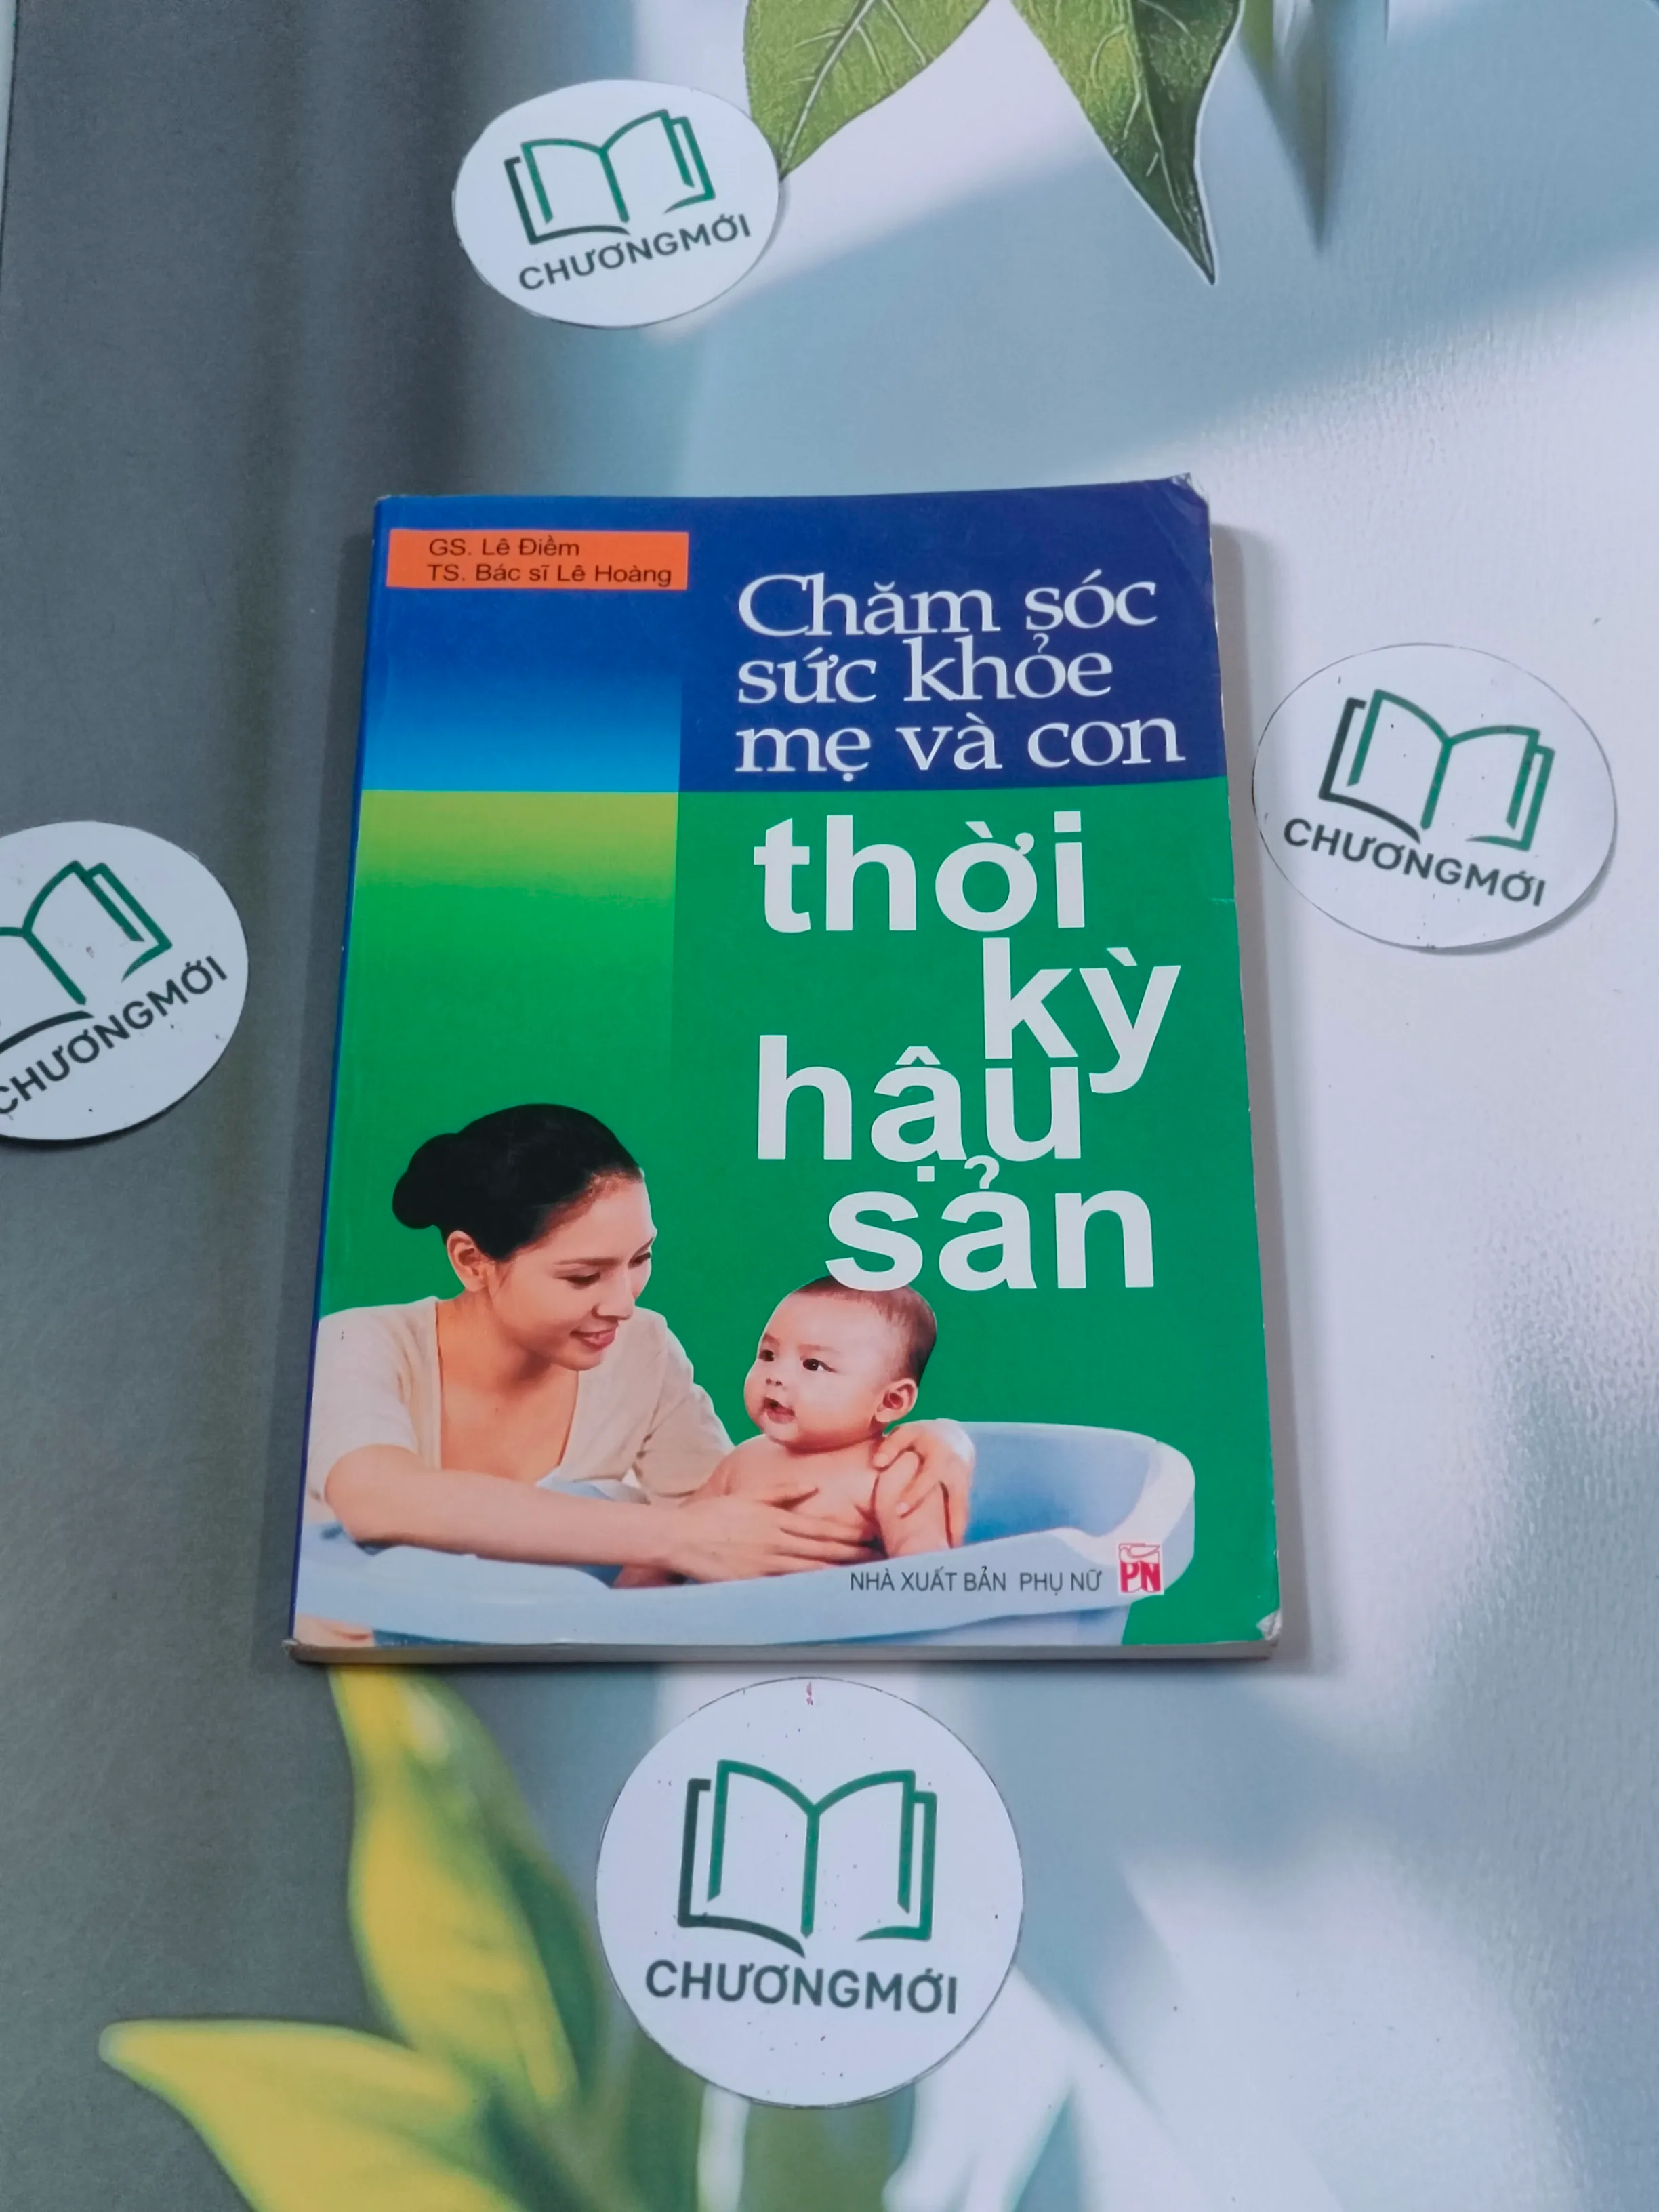 CHƯƠNGMỚI
GS. Lê Điềm
TS. Bác sĩ Lê Hoàng
Chăm sóc
sức khỏe
mẹ và con
thời
kỳ
hậu
sản
CHƯƠNGMỚI
CHƯƠNGMỚI
NHÀ XUẤT BẢN PHỤ NỮ
PN
CHƯƠNGMỚI